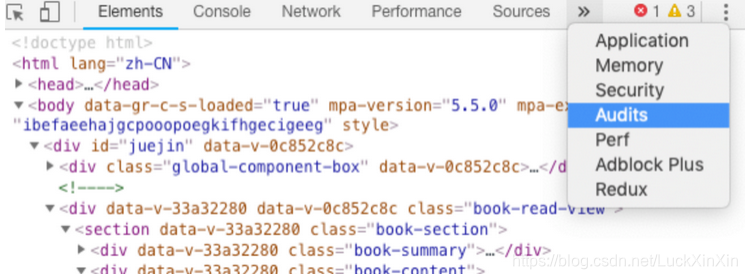 Elements Console Network Performance Sources » 1 3
Application
Memory
Security
Audits
Perf
Adblock Plus
Redux
<!doctype html>
<html lang="zh-CN">
<head>…</head>
<body data-gr-c-s-loaded="true" mpa-version="5.5.0" mpa-ex
"ibefaeehajgcpooopoegkifhgecigeeg" style>
<div id="juejin" data-v-0c852c8c>
<div class="global-component-box" data-v-0c852c8c>…</d
<!---->
<div data-v-33a32280 data-v-0c852c8c class="book-read-view">
<section data-v-33a32280 class="book-section">
<div data-v-33a32280 class="book-summary">…</div>
<div data-v-33a32280 class="book-content">
https://blog.csdn.net/LuckXinXin